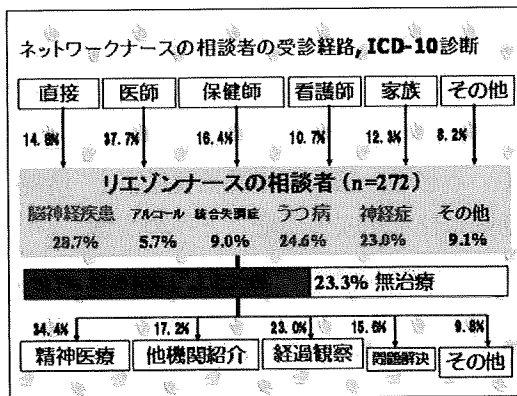 ネットワークナースの相談者の受診経路, ICD-10診断
直接 医師 保健師 看護師 家族 その他
14.8% 37.7% 16.4% 10.7% 12.3% 8.2%
リエゾンナースの相談者 (n=272)
脳神経疾患 アルコール 統合失調症 うつ病 神経症 その他
28.7% 5.7% 9.0% 24.6% 23.0% 9.1%
23.3% 無治療
34.4% 17.2% 23.0% 15.6% 9.8%
精神医療 他機関紹介 経過観察 問題解決 その他